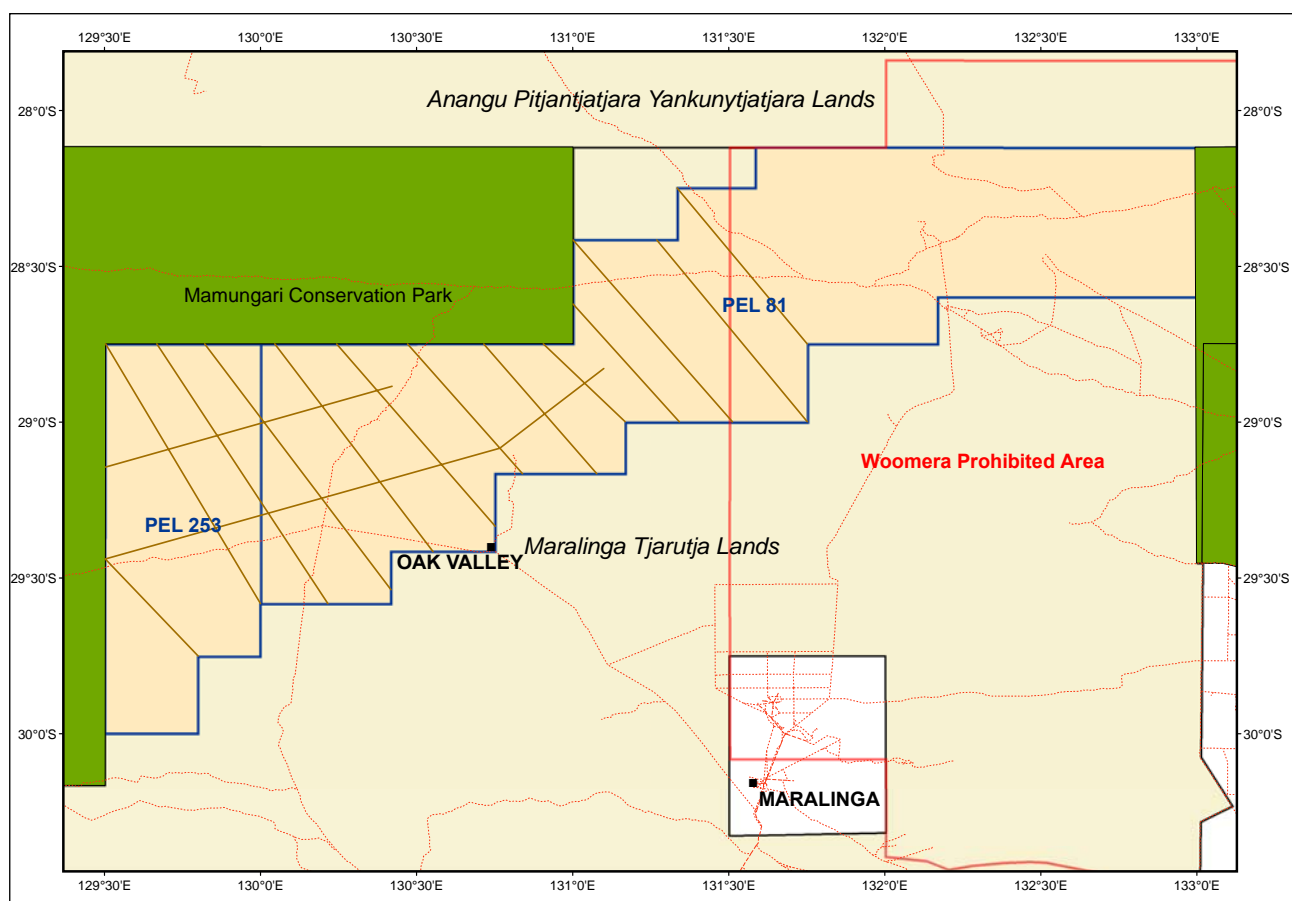 129°30'E 130°0'E 130°30'E 131°0'E 131°30'E 132°0'E 132°30'E 133°0'E
28°0'S Anangu Pitjantjatjara Yankunytjatjara Lands 28°0'S
28°30'S 28°30'S
Mamungari Conservation Park
PEL 81
29°0'S 29°0'S
Woomera Prohibited Area
PEL 253
Maralinga Tjarutja Lands
OAK VALLEY
29°30'S 29°30'S
30°0'S 30°0'S
MARALINGA
129°30'E 130°0'E 130°30'E 131°0'E 131°30'E 132°0'E 132°30'E 133°0'E